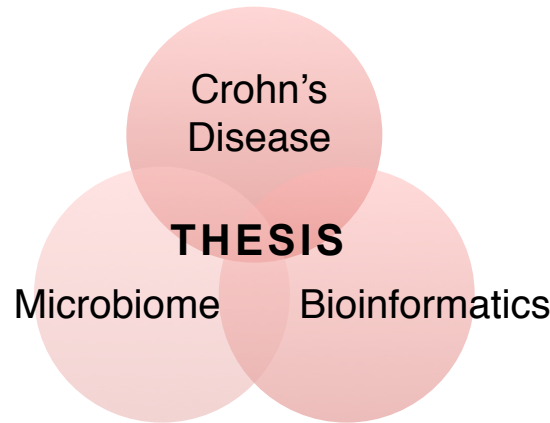 Crohn's
Disease
THESIS
Microbiome
Bioinformatics